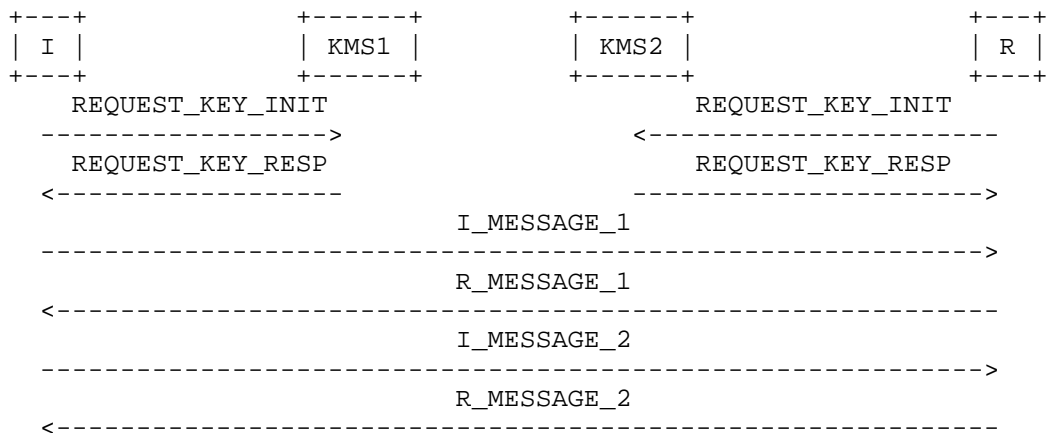 I KMS1 KMS2 R
REQUEST_KEY_INIT REQUEST_KEY_INIT
REQUEST_KEY_RESP REQUEST_KEY_RESP
I_MESSAGE_1
R_MESSAGE_1
I_MESSAGE_2
R_MESSAGE_2